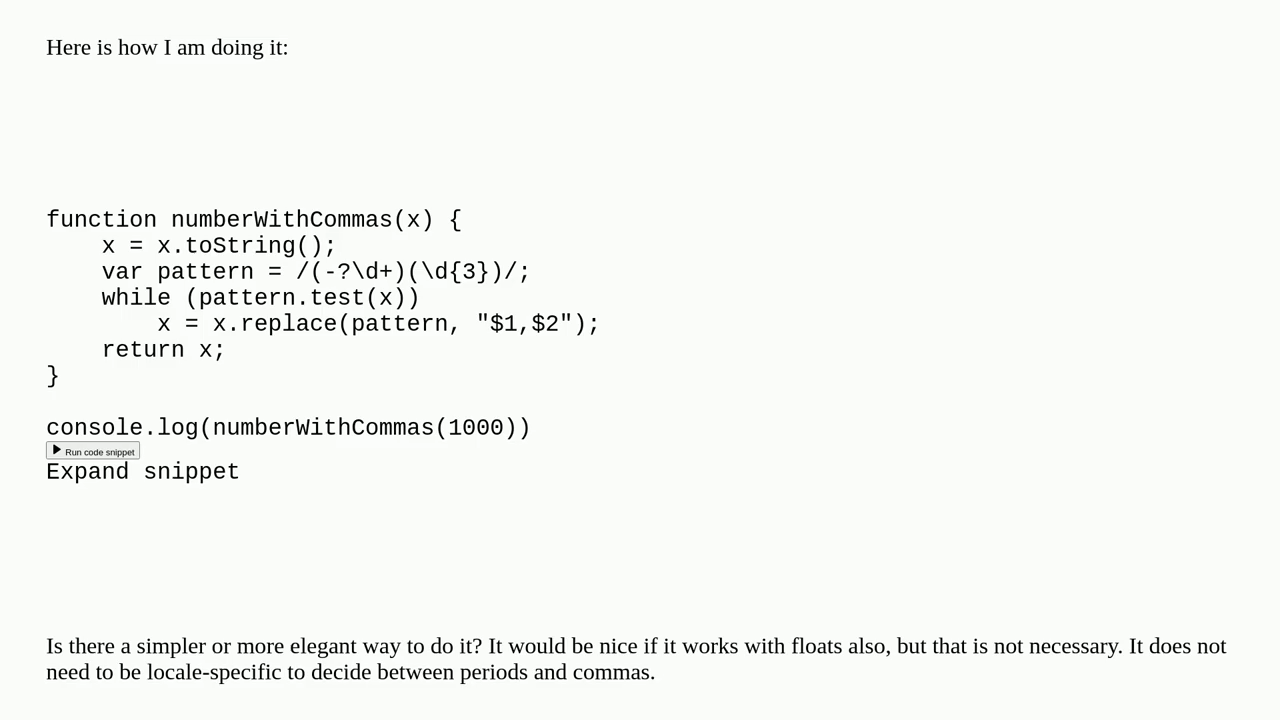 Here is how I am doing it:
function numberWithCommas(x) {
    x = x.toString();
    var pattern = /(-?\d+)(\d{3})/;
    while (pattern.test(x))
        x = x.replace(pattern, "$1,$2");
    return x;
}
console.log(numberWithCommas(1000))
Run code snippet
Expand snippet
Is there a simpler or more elegant way to do it? It would be nice if it works with floats also, but that is not necessary. It does not
need to be locale-specific to decide between periods and commas.